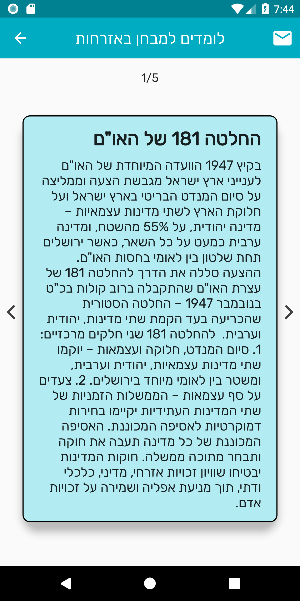 7:44
לומדים למבחן באזרחות
1/5
החלטה 181 של האו"ם
בקיץ 1947 הוועדה המיוחדת של האו"ם
לענייני ארץ ישראל מגבשת הצעה וממליצה
על סיום המנדט הבריטי בארץ ישראל ועל
חלוקת הארץ לשתי מדינות עצמאיות –
מדינה יהודית, על 55% מהשטח, ומדינה
ערבית כמעט על כל השאר, כאשר ירושלים
תחת שלטון בין לאומי בחסות האו"ם.
ההצעה סללה את הדרך להחלטה 181 של
עצרת האו"ם שהתקבלה ברוב קולות בכ"ט
בנובמבר 1947 – החלטה הסטורית
שהכריעה בעד הקמת שתי מדינות, יהודית
וערבית. להחלטה 181 שני חלקים מרכזיים:
1. סיום המנדט, חלוקה ועצמאות – יוקמו
שתי מדינות עצמאיות, יהודית וערבית,
ומשטר בין לאומי מיוחד בירושלים. 2. צעדים
על סף עצמאות – הממשלות הזמניות של
שתי המדינות העתידיות יקיימו בחירות
דמוקרטיות לאסיפה המכוננת. האסיפה
המכוננת של כל מדינה תעבה את חוקה
ותבחר מתוכה ממשלה. חוקות המדינות
יבטיחו שוויון זכויות אזרחי, מדיני, כלכלי
ודתי, תוך מניעת אפליה ושמירה על זכויות
אדם.